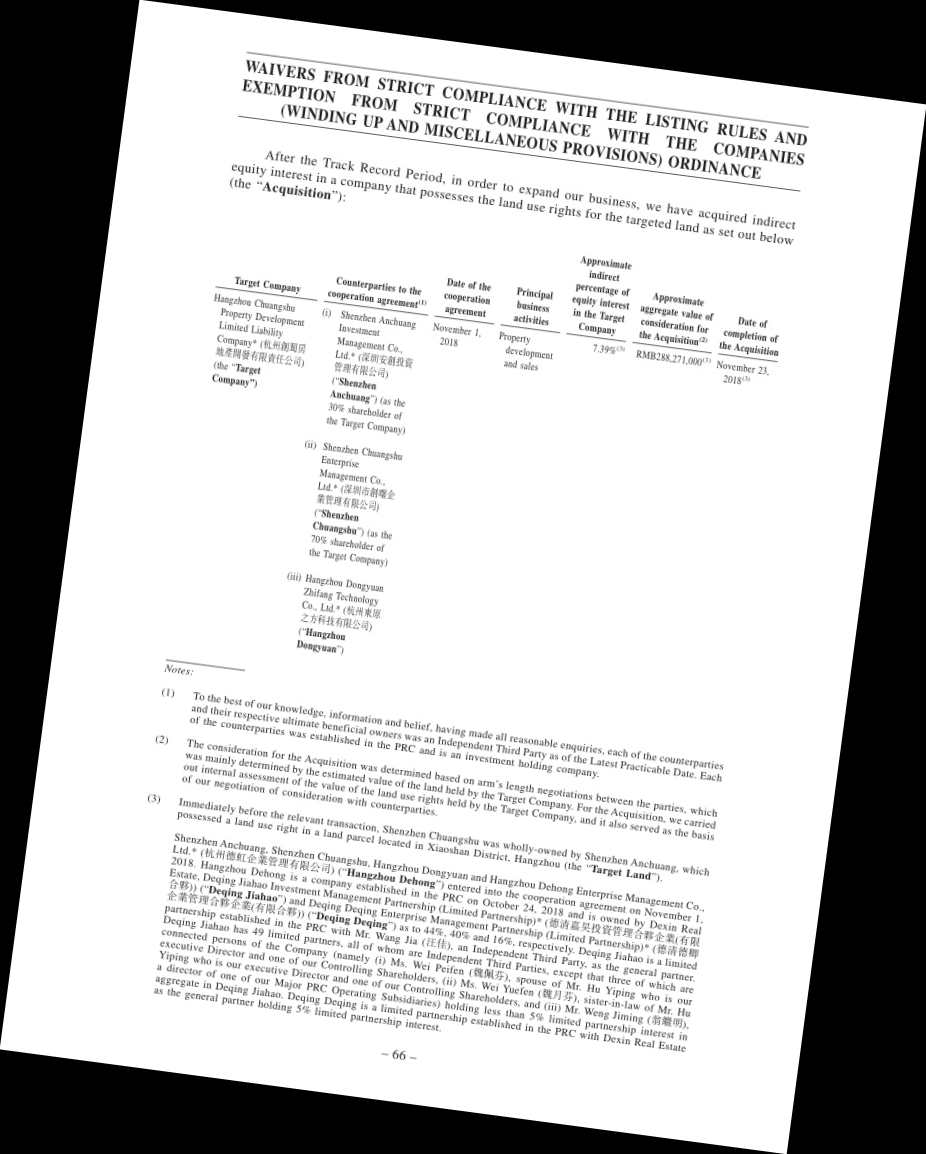 WAIVERS FROM STRICT COMPLIANCE WITH THE LISTING RULES AND
EXEMPTION FROM STRICT COMPLIANCE WITH THE COMPANIES
(WINDING UP AND MISCELLANEOUS PROVISIONS) ORDINANCE
After the Track Record Period, in order to expand our business, we have acquired indirect
equity interest in a company that possesses the land use rights for the targeted land as set out below
(the “Acquisition”):
Target Company
Counterparties to the
cooperation agreement(1)
Date of the
cooperation
agreement
Principal
business
activities
Approximate
indirect
percentage of
equity interest
in the Target
Company
Approximate
aggregate value of
consideration for
the Acquisition(2)
Date of
completion of
the Acquisition
Hangzhou Chuangshu
Property Development
Limited Liability
Company* (杭州創蜀房
地產開發有限責任公司)
(the “Target
Company”)
(i) Shenzhen Anchuang
Investment
Management Co.,
Ltd.* (深圳安創投資
管理有限公司)
(“Shenzhen
Anchuang”) (as the
30% shareholder of
the Target Company)
(ii) Shenzhen Chuangshu
Enterprise
Management Co.,
Ltd.* (深圳市創曙企
業管理有限公司)
(“Shenzhen
Chuangshu”) (as the
70% shareholder of
the Target Company)
(iii) Hangzhou Dongyuan
Zhifang Technology
Co., Ltd.* (杭州東原
之方科技有限公司)
(“Hangzhou
Dongyuan”)
November 1,
2018
Property
development
and sales
7.39%(3)
RMB288,271,000(3)
November 23,
2018(3)
Notes:
(1) To the best of our knowledge, information and belief, having made all reasonable enquiries, each of the counterparties
and their respective ultimate beneficial owners was an Independent Third Party as of the Latest Practicable Date. Each
of the counterparties was established in the PRC and is an investment holding company.
(2) The consideration for the Acquisition was determined based on arm’s length negotiations between the parties, which
was mainly determined by the estimated value of the land held by the Target Company. For the Acquisition, we carried
out internal assessment of the value of the land use rights held by the Target Company, and it also served as the basis
of our negotiation of consideration with counterparties.
(3) Immediately before the relevant transaction, Shenzhen Chuangshu was wholly-owned by Shenzhen Anchuang, which
possessed a land use right in a land parcel located in Xiaoshan District, Hangzhou (the “Target Land”).
Shenzhen Anchuang, Shenzhen Chuangshu, Hangzhou Dongyuan and Hangzhou Dehong Enterprise Management Co.,
Ltd.* (杭州德虹企業管理有限公司) (“Hangzhou Dehong”) entered into the cooperation agreement on November 1,
2018. Hangzhou Dehong is a company established in the PRC on October 24, 2018 and is owned by Dexin Real
Estate, Deqing Jiahao Investment Management Partnership (Limited Partnership)* (德清嘉昊投資管理合夥企業(有限
合夥)) (“Deqing Jiahao”) and Deqing Deqing Enterprise Management Partnership (Limited Partnership)* (德清德卿
企業管理合夥企業(有限合夥)) (“Deqing Deqing”) as to 44%, 40% and 16%, respectively. Deqing Jiahao is a limited
partnership established in the PRC with Mr. Wang Jia (汪佳), an Independent Third Party, as the general partner.
Deqing Jiahao has 49 limited partners, all of whom are Independent Third Parties, except that three of which are
connected persons of the Company (namely (i) Ms. Wei Peifen (魏佩芬), spouse of Mr. Hu Yiping who is our
executive Director and one of our Controlling Shareholders, (ii) Ms. Wei Yuefen (魏月芬), sister-in-law of Mr. Hu
Yiping who is our executive Director and one of our Controlling Shareholders, and (iii) Mr. Weng Jiming (翁繼明),
a director of one of our Major PRC Operating Subsidiaries) holding less than 5% limited partnership interest in
aggregate in Deqing Jiahao. Deqing Deqing is a limited partnership established in the PRC with Dexin Real Estate
as the general partner holding 5% limited partnership interest.
– 66 –